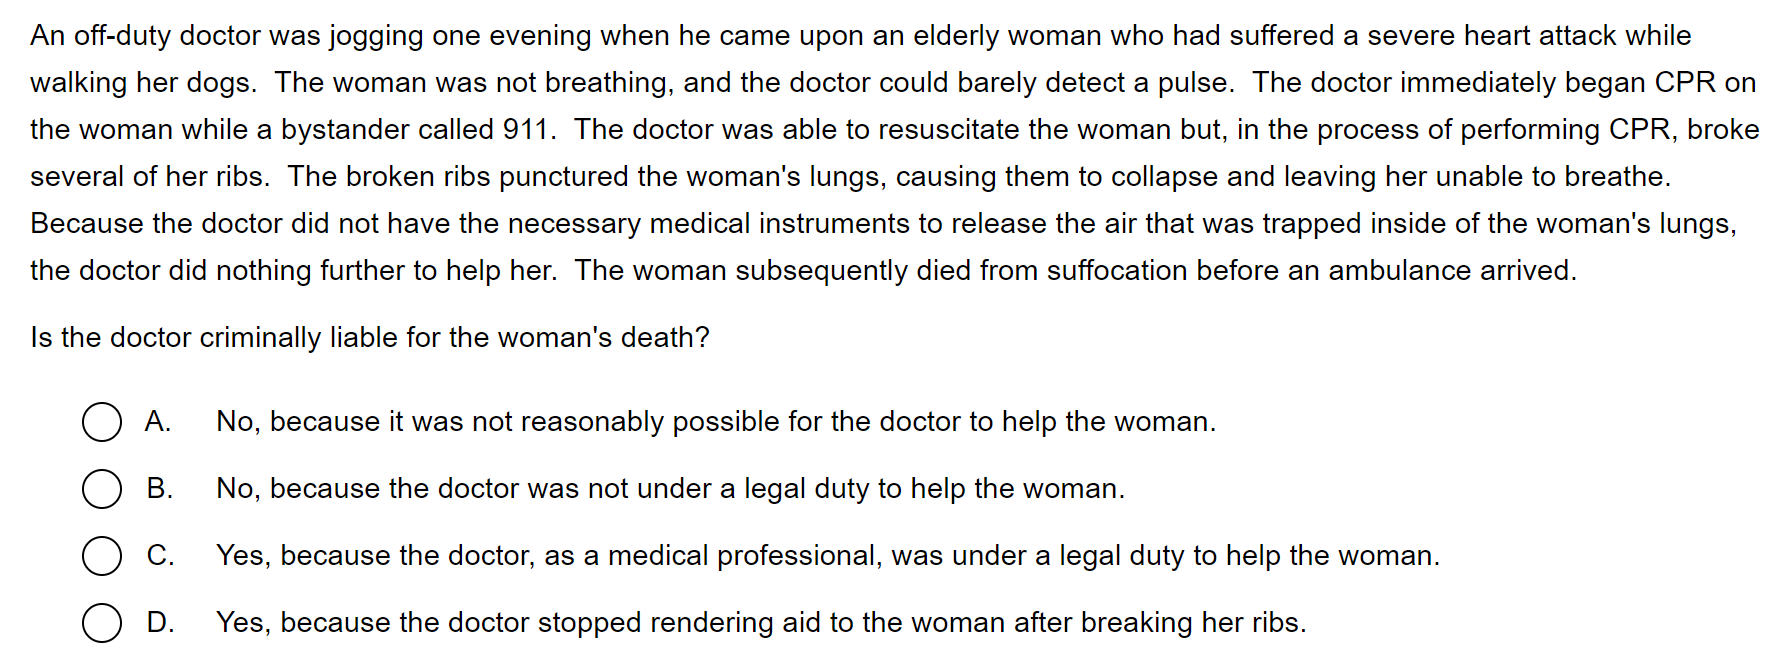 An off-duty doctor was jogging one evening when he came upon an elderly woman who had suffered a severe heart attack while
walking her dogs.  The woman was not breathing, and the doctor could barely detect a pulse.  The doctor immediately began CPR on
the woman while a bystander called 911.  The doctor was able to resuscitate the woman but, in the process of performing CPR, broke
several of her ribs.  The broken ribs punctured the woman's lungs, causing them to collapse and leaving her unable to breathe.
Because the doctor did not have the necessary medical instruments to release the air that was trapped inside of the woman's lungs,
the doctor did nothing further to help her.  The woman subsequently died from suffocation before an ambulance arrived.
Is the doctor criminally liable for the woman's death?
A. No, because it was not reasonably possible for the doctor to help the woman.
B. No, because the doctor was not under a legal duty to help the woman.
C. Yes, because the doctor, as a medical professional, was under a legal duty to help the woman.
D. Yes, because the doctor stopped rendering aid to the woman after breaking her ribs.